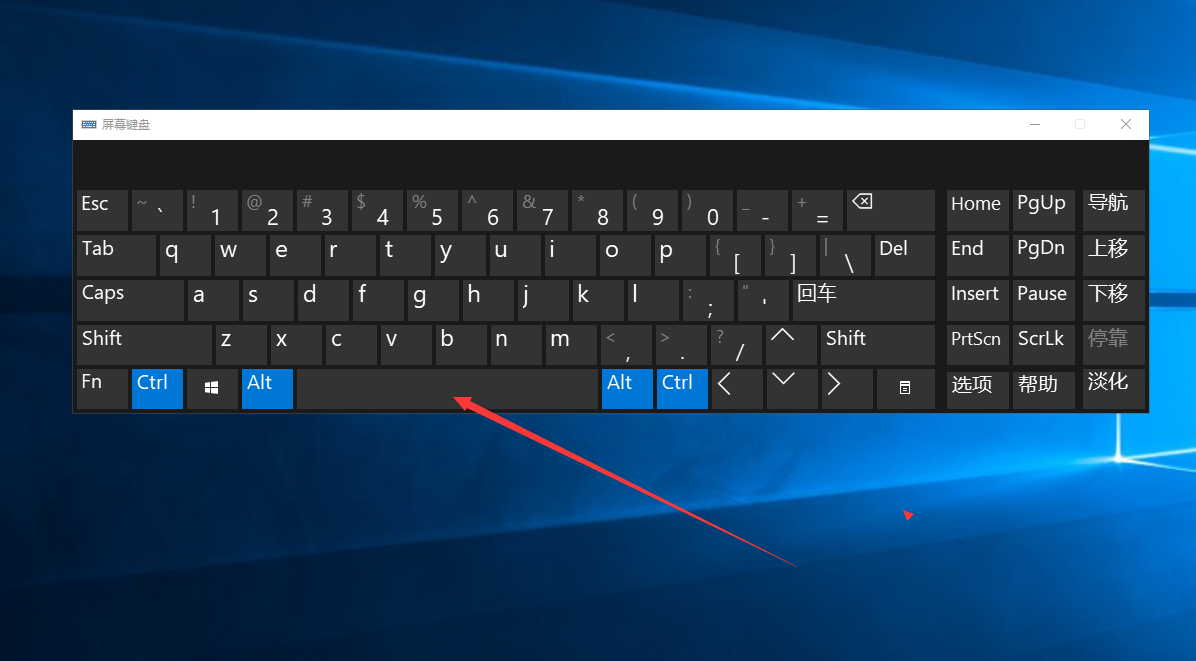 屏幕键盘
Esc ~ ` ! 1 @ 2 # 3 $ 4 % 5 ^ 6 & 7 * 8 ( 9 ) 0 _ - + = Home PgUp 导航
Tab q w e r t y u i o p { [ } ] | \ Del End PgDn 上移
Caps a s d f g h j k l : ; " ' 回车 Insert Pause 下移
Shift z x c v b n m < , > . ? / Shift PrtScn ScrLk 停靠
Fn Ctrl Alt Alt Ctrl 选项 帮助 淡化